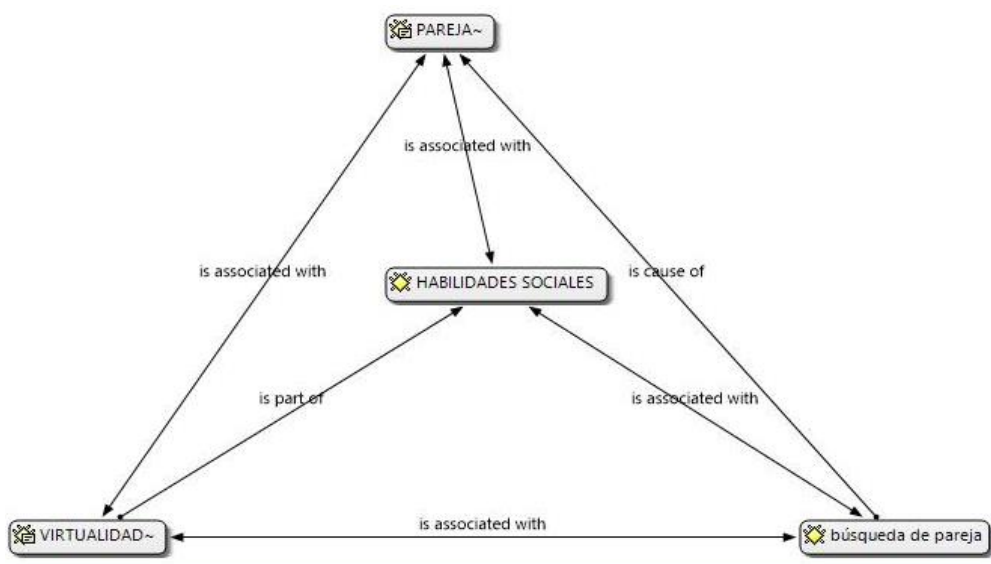 PAREJA~
is associated with
is associated with
is cause of
HABILIDADES SOCIALES
is part of
is associated with
is associated with
VIRTUALIDAD~
búsqueda de pareja